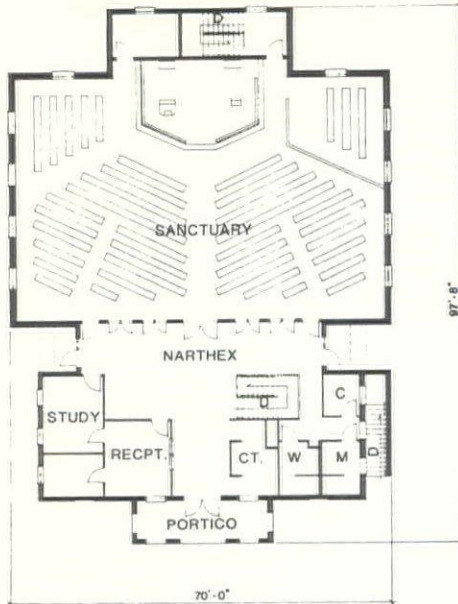 D
SANCTUARY
97'-8"
NARTHEX
C
STUDY
D
RECPT.
CT.
W
M
D
PORTICO
70'-0"